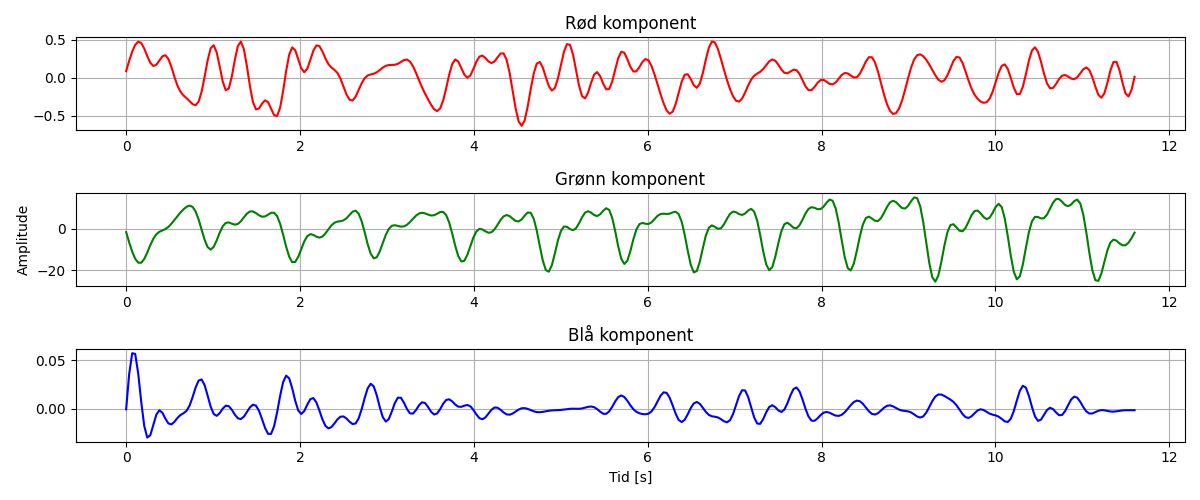 Rød komponent
0.5
0.0
−0.5
0 2 4 6 8 10 12
Grønn komponent
Amplitude
0
−20
0 2 4 6 8 10 12
Blå komponent
0.05
0.00
0 2 4 6 8 10 12
Tid [s]